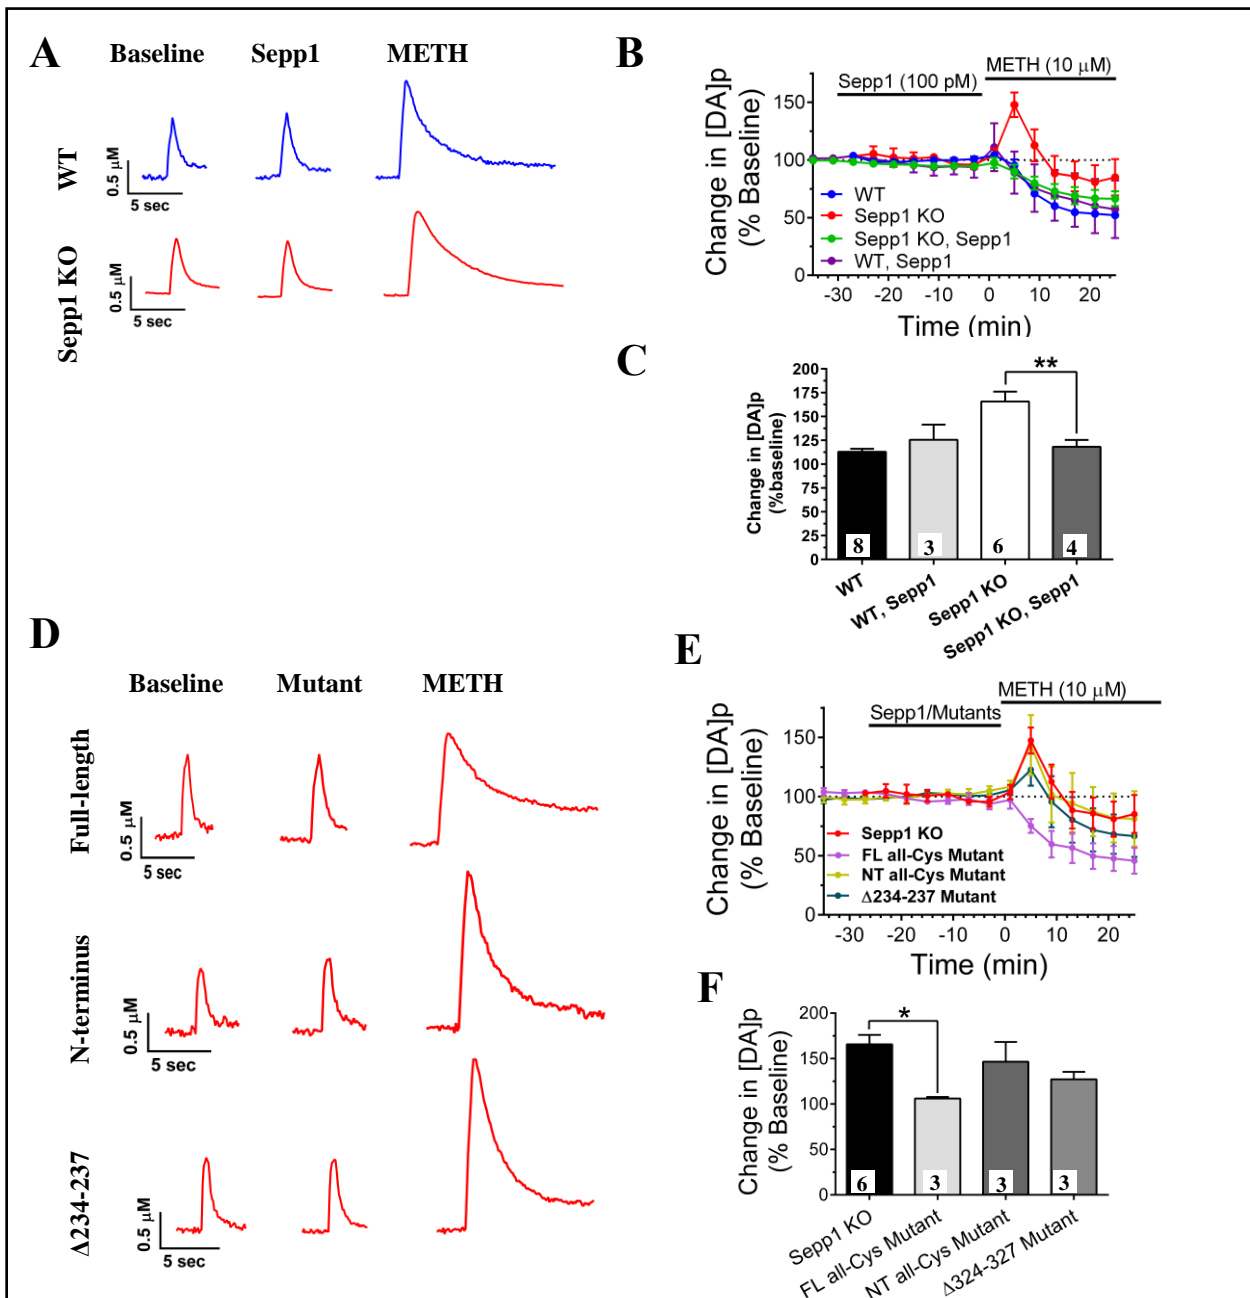 A
Baseline Sepp1 METH
WT
0.5 µM
5 sec
Sepp1 KO
0.5 µM
5 sec
B
Sepp1 (100 pM)
METH (10 µM)
Change in [DA]p
(% Baseline)
150
100
50
0
WT
Sepp1 KO
Sepp1 KO, Sepp1
WT, Sepp1
-30 -20 -10 0 10 20
Time (min)
C
Change in [DA]p
(%baseline)
200
175
150
125
100
75
50
25
0
**
8 3 6 4
WT
WT, Sepp1
Sepp1 KO
Sepp1 KO, Sepp1
D
Baseline Mutant METH
Full-length
0.5 µM
5 sec
N-terminus
0.5 µM
5 sec
Δ234-237
0.5 µM
5 sec
E
METH (10 µM)
Sepp1/Mutants
Change in [DA]p
(% Baseline)
150
100
50
0
Sepp1 KO
FL all-Cys Mutant
NT all-Cys Mutant
Δ234-237 Mutant
-30 -20 -10 0 10 20
Time (min)
F
Change in [DA]p
(% Baseline)
200
150
100
50
0
*
6 3 3 3
Sepp1 KO
FL all-Cys Mutant
NT all-Cys Mutant
Δ324-327 Mutant